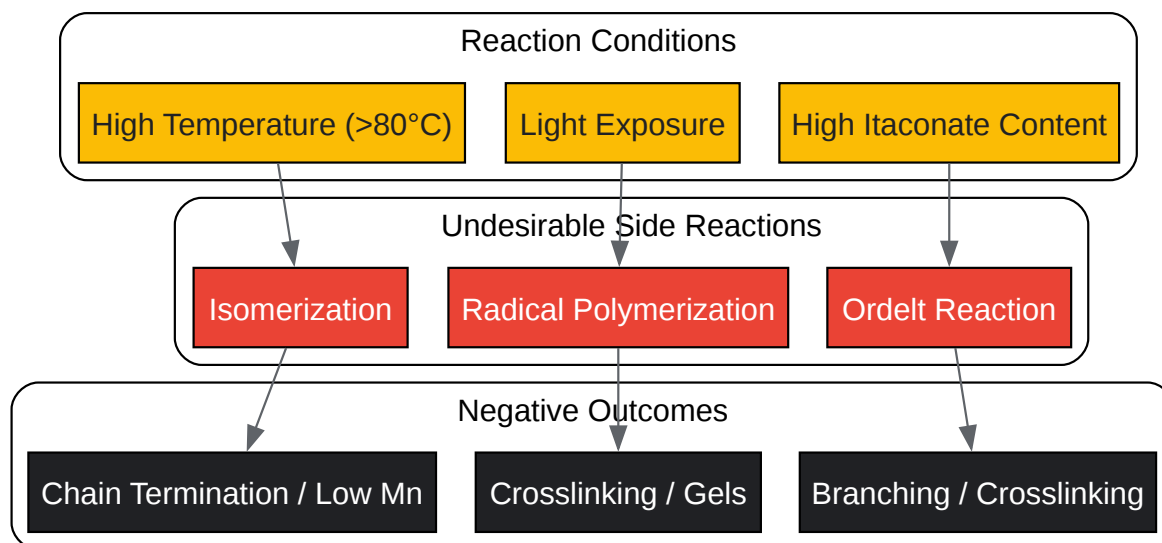 Reaction Conditions
High Temperature (>80°C)
Light Exposure
High Itaconate Content
Undesirable Side Reactions
Isomerization
Radical Polymerization
Ordelt Reaction
Negative Outcomes
Chain Termination / Low Mn
Crosslinking / Gels
Branching / Crosslinking